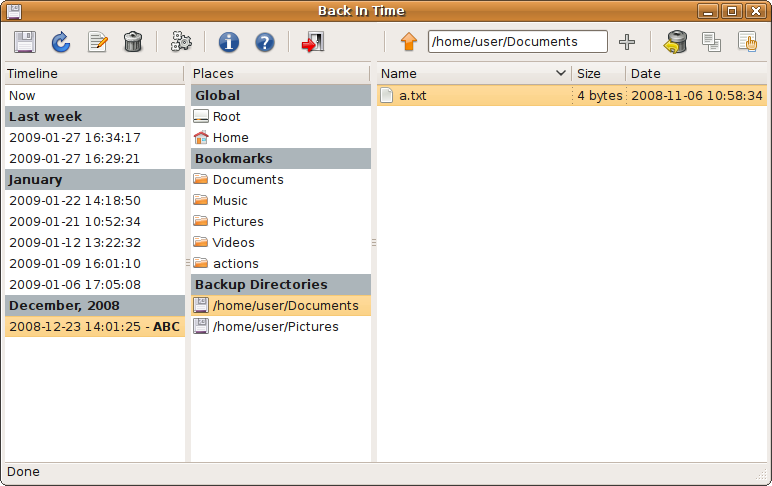 Back In Time
/home/user/Documents
Timeline
Now
Last week
2009-01-27 16:34:17
2009-01-27 16:29:21
January
2009-01-22 14:18:50
2009-01-21 10:52:34
2009-01-12 13:22:32
2009-01-09 16:01:10
2009-01-06 17:05:08
December, 2008
2008-12-23 14:01:25 - ABC
Places
Global
Root
Home
Bookmarks
Documents
Music
Pictures
Videos
actions
Backup Directories
/home/user/Documents
/home/user/Pictures
Name Size Date
a.txt 4 bytes 2008-11-06 10:58:34
Done